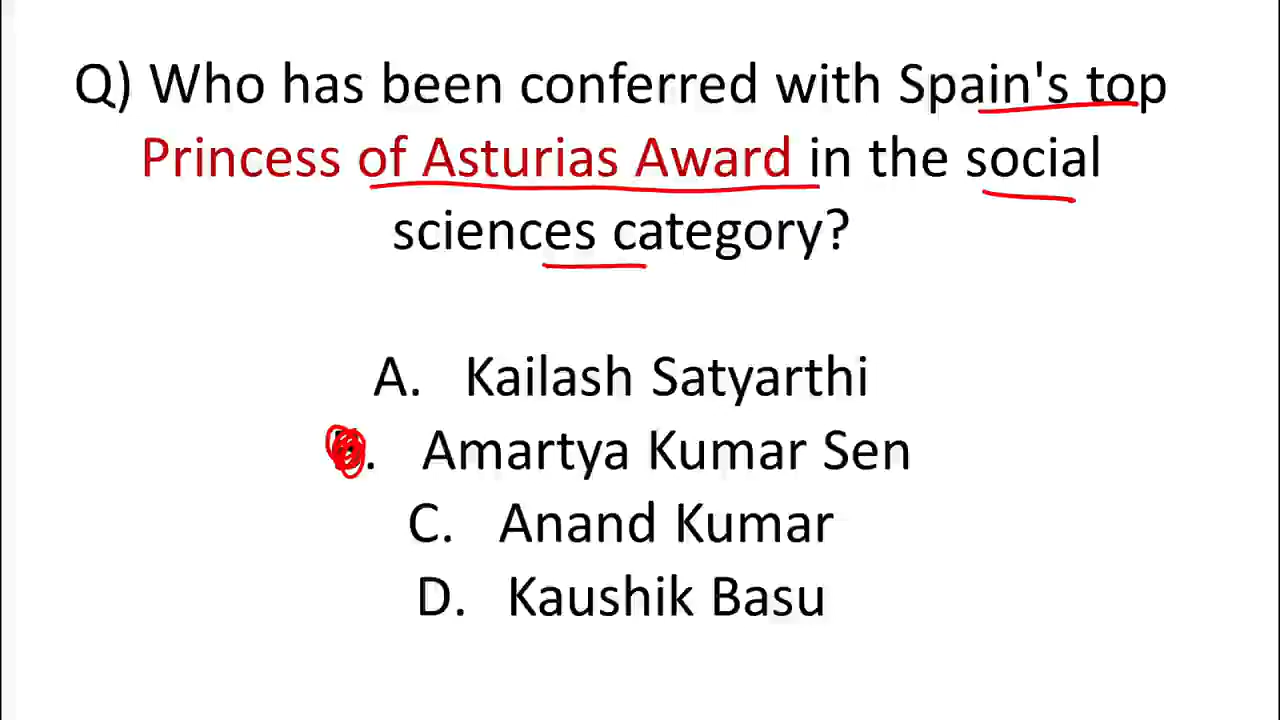 Q) Who has been conferred with Spain's top
Princess of Asturias Award in the social
sciences category?
A. Kailash Satyarthi
. Amartya Kumar Sen
C. Anand Kumar
D. Kaushik Basu